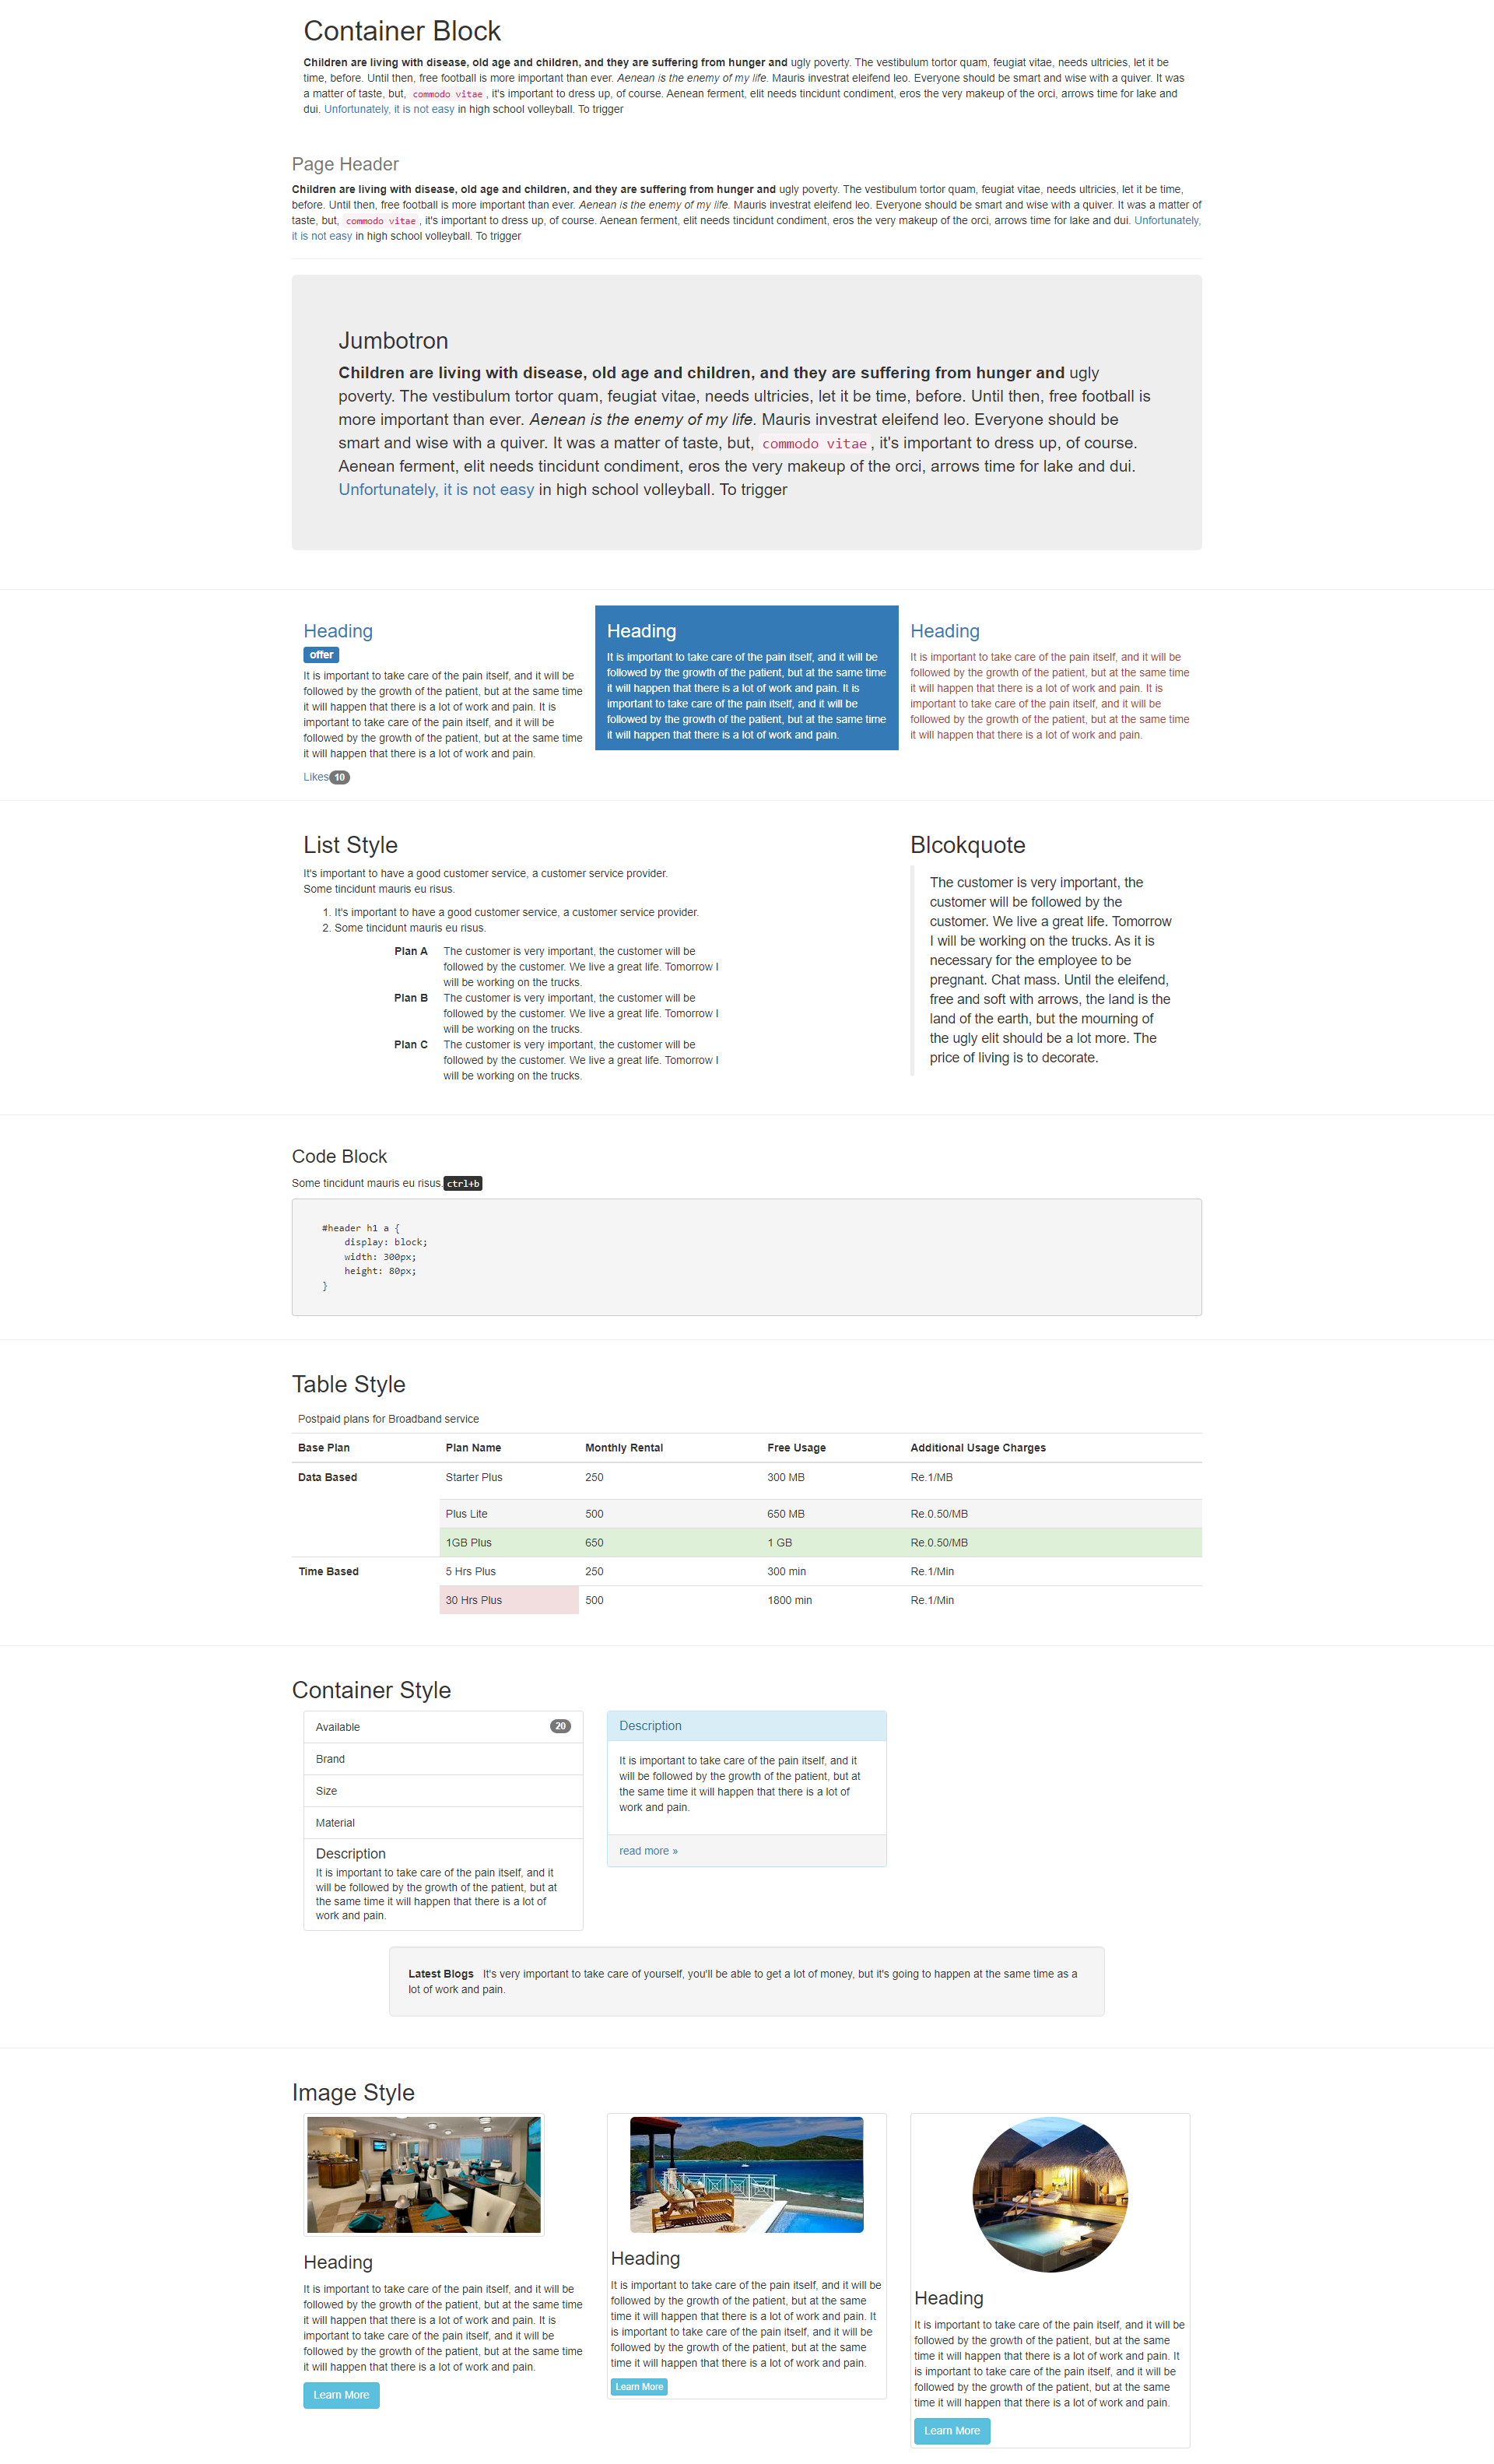 Container Block
Children are living with disease, old age and children, and they are suffering from hunger and ugly poverty. The vestibulum tortor quam, feugiat vitae, needs ultricies, let it be
time, before. Until then, free football is more important than ever. Aenean is the enemy of my life. Mauris investrat eleifend leo. Everyone should be smart and wise with a quiver. It was
a matter of taste, but, commodo vitae, it's important to dress up, of course. Aenean ferment, elit needs tincidunt condiment, eros the very makeup of the orci, arrows time for lake and
dui. Unfortunately, it is not easy in high school volleyball. To trigger
Page Header
Children are living with disease, old age and children, and they are suffering from hunger and ugly poverty. The vestibulum tortor quam, feugiat vitae, needs ultricies, let it be time,
before. Until then, free football is more important than ever. Aenean is the enemy of my life. Mauris investrat eleifend leo. Everyone should be smart and wise with a quiver. It was a matter of
taste, but, commodo vitae, it's important to dress up, of course. Aenean ferment, elit needs tincidunt condiment, eros the very makeup of the orci, arrows time for lake and dui. Unfortunately,
it is not easy in high school volleyball. To trigger
Jumbotron
Children are living with disease, old age and children, and they are suffering from hunger and ugly
poverty. The vestibulum tortor quam, feugiat vitae, needs ultricies, let it be time, before. Until then, free football is
more important than ever. Aenean is the enemy of my life. Mauris investrat eleifend leo. Everyone should be
smart and wise with a quiver. It was a matter of taste, but, commodo vitae, it's important to dress up, of course.
Aenean ferment, elit needs tincidunt condiment, eros the very makeup of the orci, arrows time for lake and dui.
Unfortunately, it is not easy in high school volleyball. To trigger
Heading
offer
It is important to take care of the pain itself, and it will be
followed by the growth of the patient, but at the same time
it will happen that there is a lot of work and pain. It is
important to take care of the pain itself, and it will be
followed by the growth of the patient, but at the same time
it will happen that there is a lot of work and pain.
Likes 10
Heading
It is important to take care of the pain itself, and it will be
followed by the growth of the patient, but at the same time
it will happen that there is a lot of work and pain. It is
important to take care of the pain itself, and it will be
followed by the growth of the patient, but at the same time
it will happen that there is a lot of work and pain.
Heading
It is important to take care of the pain itself, and it will be
followed by the growth of the patient, but at the same time
it will happen that there is a lot of work and pain. It is
important to take care of the pain itself, and it will be
followed by the growth of the patient, but at the same time
it will happen that there is a lot of work and pain.
List Style
It's important to have a good customer service, a customer service provider.
Some tincidunt mauris eu risus.
1. It's important to have a good customer service, a customer service provider.
2. Some tincidunt mauris eu risus.
Plan A The customer is very important, the customer will be
followed by the customer. We live a great life. Tomorrow I
will be working on the trucks.
Plan B The customer is very important, the customer will be
followed by the customer. We live a great life. Tomorrow I
will be working on the trucks.
Plan C The customer is very important, the customer will be
followed by the customer. We live a great life. Tomorrow I
will be working on the trucks.
Blcokquote
The customer is very important, the
customer will be followed by the
customer. We live a great life. Tomorrow
I will be working on the trucks. As it is
necessary for the employee to be
pregnant. Chat mass. Until the eleifend,
free and soft with arrows, the land is the
land of the earth, but the mourning of
the ugly elit should be a lot more. The
price of living is to decorate.
Code Block
Some tincidunt mauris eu risus. ctrl+b
#header h1 a {
display: block;
width: 300px;
height: 80px;
}
Table Style
Postpaid plans for Broadband service
Base Plan Plan Name Monthly Rental Free Usage Additional Usage Charges
Data Based Starter Plus 250 300 MB Re.1/MB
Plus Lite 500 650 MB Re.0.50/MB
1GB Plus 650 1 GB Re.0.50/MB
Time Based 5 Hrs Plus 250 300 min Re.1/Min
30 Hrs Plus 500 1800 min Re.1/Min
Container Style
Available 20
Brand
Size
Material
Description
It is important to take care of the pain itself, and it
will be followed by the growth of the patient, but at
the same time it will happen that there is a lot of
work and pain.
Description
It is important to take care of the pain itself, and it
will be followed by the growth of the patient, but at
the same time it will happen that there is a lot of
work and pain.
read more »
Latest Blogs It's very important to take care of yourself, you'll be able to get a lot of money, but it's going to happen at the same time as a
lot of work and pain.
Image Style
Heading
It is important to take care of the pain itself, and it will be
followed by the growth of the patient, but at the same time
it will happen that there is a lot of work and pain. It is
important to take care of the pain itself, and it will be
followed by the growth of the patient, but at the same time
it will happen that there is a lot of work and pain.
Learn More
Heading
It is important to take care of the pain itself, and it will be
followed by the growth of the patient, but at the same
time it will happen that there is a lot of work and pain. It
is important to take care of the pain itself, and it will be
followed by the growth of the patient, but at the same
time it will happen that there is a lot of work and pain.
Learn More
Heading
It is important to take care of the pain itself, and it will be
followed by the growth of the patient, but at the same
time it will happen that there is a lot of work and pain. It
is important to take care of the pain itself, and it will be
followed by the growth of the patient, but at the same
time it will happen that there is a lot of work and pain.
Learn More